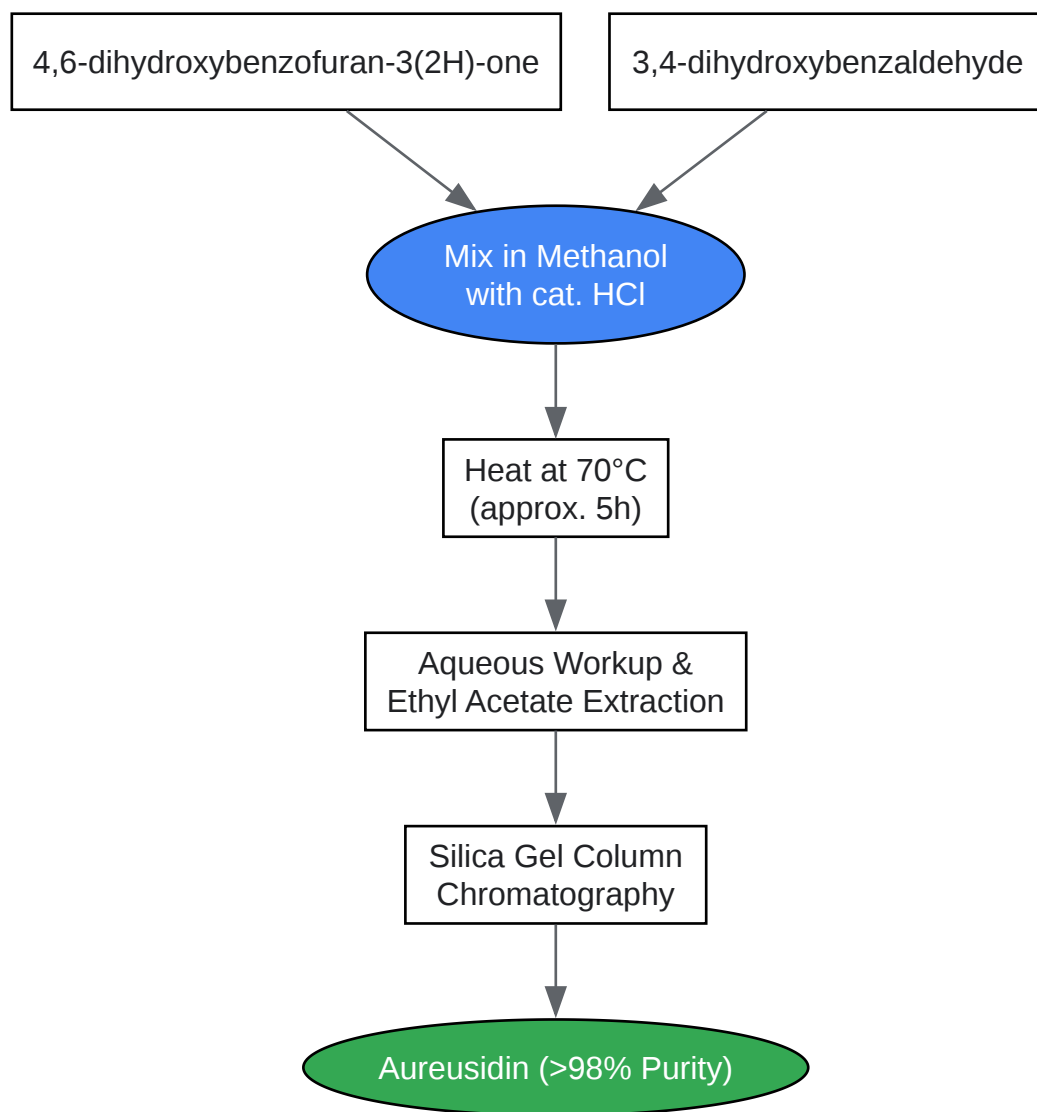 4,6-dihydroxybenzofuran-3(2H)-one
3,4-dihydroxybenzaldehyde
Mix in Methanol
with cat. HCl
Heat at 70°C
(approx. 5h)
Aqueous Workup &
Ethyl Acetate Extraction
Silica Gel Column
Chromatography
Aureusidin (>98% Purity)